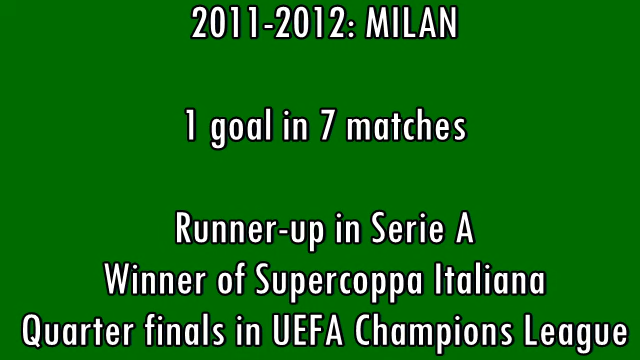 2011-2012: MILAN
1 goal in 7 matches
Runner-up in Serie A
Winner of Supercoppa Italiana
Quarter finals in UEFA Champions League